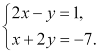 2x − y = 1,
x + 2y = −7.